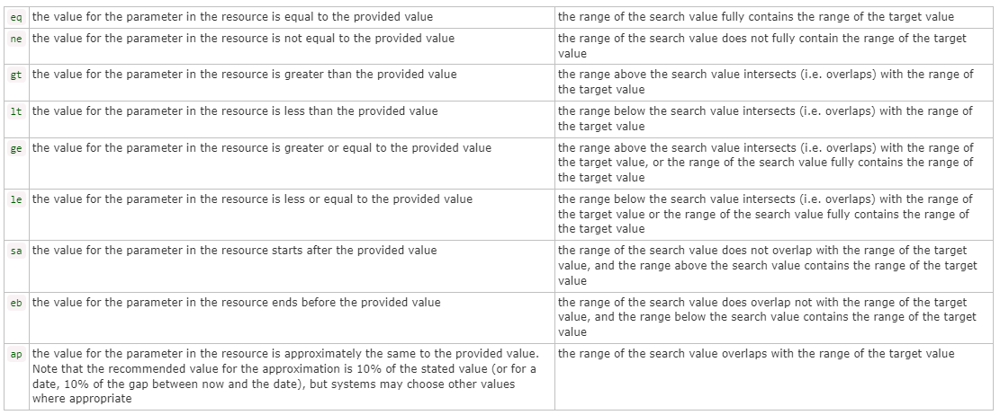 eq the value for the parameter in the resource is equal to the provided value the range of the search value fully contains the range of the target value
ne the value for the parameter in the resource is not equal to the provided value the range of the search value does not fully contain the range of the target
value
gt the value for the parameter in the resource is greater than the provided value the range above the search value intersects (i.e. overlaps) with the range of
the target value
lt the value for the parameter in the resource is less than the provided value the range below the search value intersects (i.e. overlaps) with the range of
the target value
ge the value for the parameter in the resource is greater or equal to the provided value the range above the search value intersects (i.e. overlaps) with the range of
the target value, or the range of the search value fully contains the range of
the target value
le the value for the parameter in the resource is less or equal to the provided value the range below the search value intersects (i.e. overlaps) with the range of
the target value or the range of the search value fully contains the range of
the target value
sa the value for the parameter in the resource starts after the provided value the range of the search value does not overlap with the range of the target
value, and the range above the search value contains the range of the target
value
eb the value for the parameter in the resource ends before the provided value the range of the search value does overlap not with the range of the target
value, and the range below the search value contains the range of the target
value
ap the value for the parameter in the resource is approximately the same to the provided value. the range of the search value overlaps with the range of the target value
Note that the recommended value for the approximation is 10% of the stated value (or for a
date, 10% of the gap between now and the date), but systems may choose other values
where appropriate